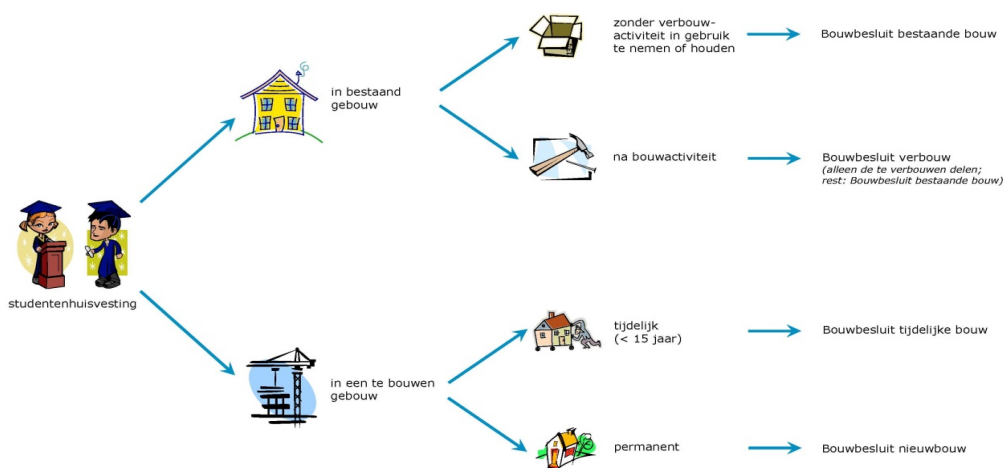 zonder verbouw-
activiteit in gebruik
te nemen of houden
Bouwbesluit bestaande bouw
in bestaand
gebouw
na bouwactiviteit
Bouwbesluit verbouw
(alleen de te verbouwen delen;
rest: Bouwbesluit bestaande bouw)
studentenhuisvesting
tijdelijk
(< 15 jaar)
Bouwbesluit tijdelijke bouw
in een te bouwen
gebouw
permanent
Bouwbesluit nieuwbouw